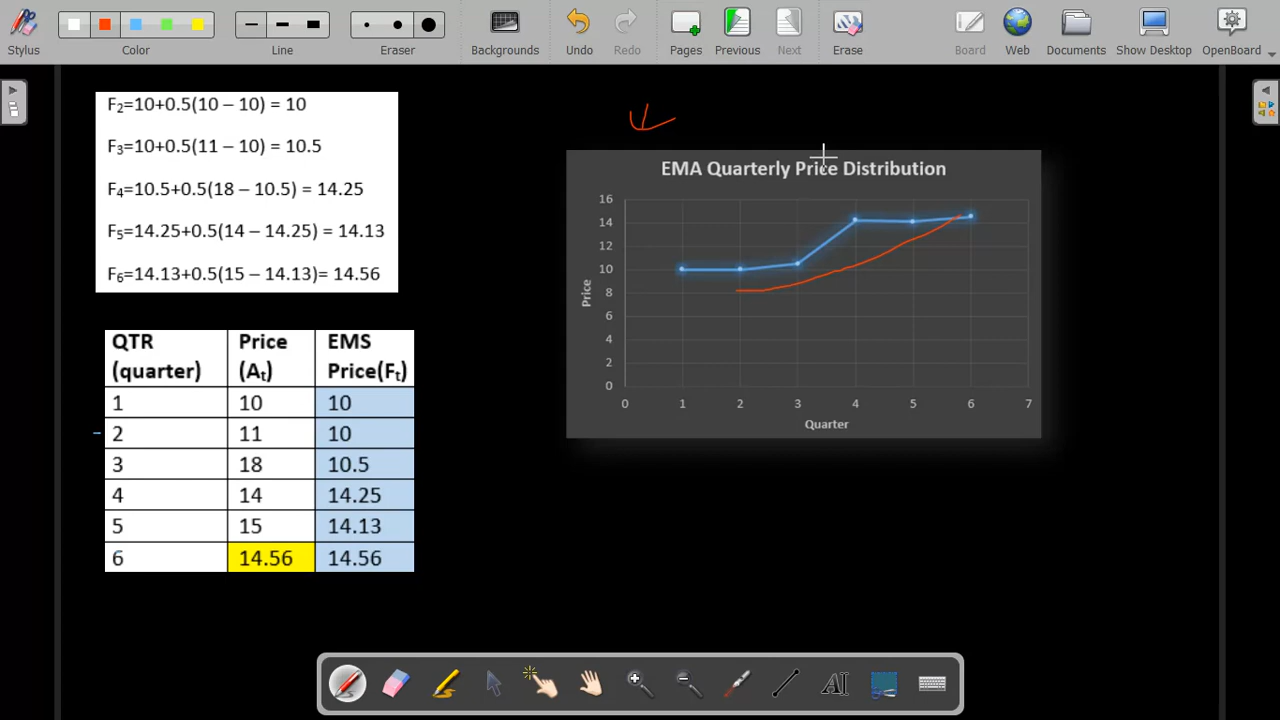 Stylus Color Line Eraser Backgrounds Undo Redo Pages Previous Next Erase Board Web Documents Show Desktop OpenBoard
F₂=10+0.5(10 – 10) = 10
F₃=10+0.5(11 – 10) = 10.5
F₄=10.5+0.5(18 – 10.5) = 14.25
F₅=14.25+0.5(14 – 14.25) = 14.13
F₆=14.13+0.5(15 – 14.13)= 14.56
QTR (quarter) Price (Aₜ) EMS Price(Fₜ)
1 10 10
2 11 10
3 18 10.5
4 14 14.25
5 15 14.13
6 14.56 14.56
EMA Quarterly Price Distribution
16
14
12
10
8
6
4
2
0
Price
0 1 2 3 4 5 6 7
Quarter
AI